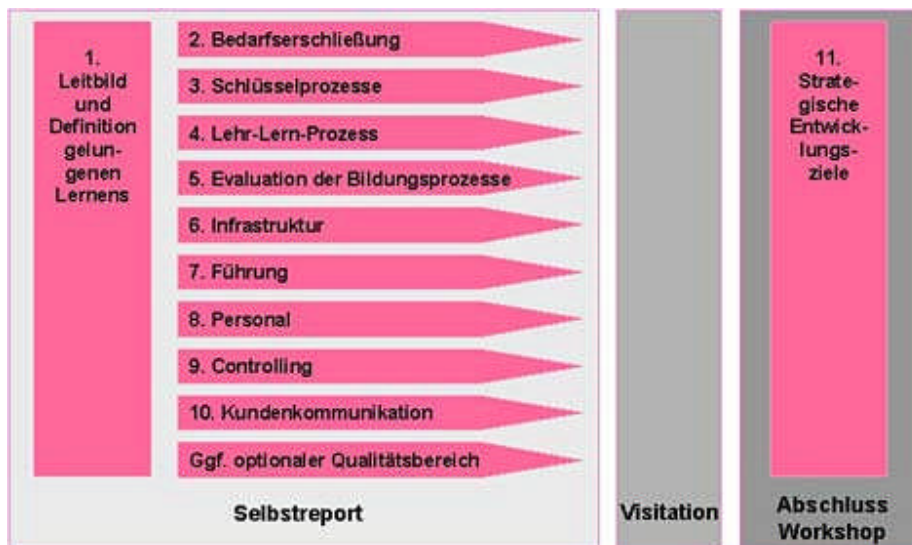 1.
Leitbild
und
Definition
gelun-
genen
Lernens
2. Bedarfserschließung
3. Schlüsselprozesse
4. Lehr-Lern-Prozess
5. Evaluation der Bildungsprozesse
6. Infrastruktur
7. Führung
8. Personal
9. Controlling
10. Kundenkommunikation
Ggf. optionaler Qualitätsbereich
Selbstreport
Visitation
11.
Strate-
gische
Entwick-
lungs-
ziele
Abschluss
Workshop